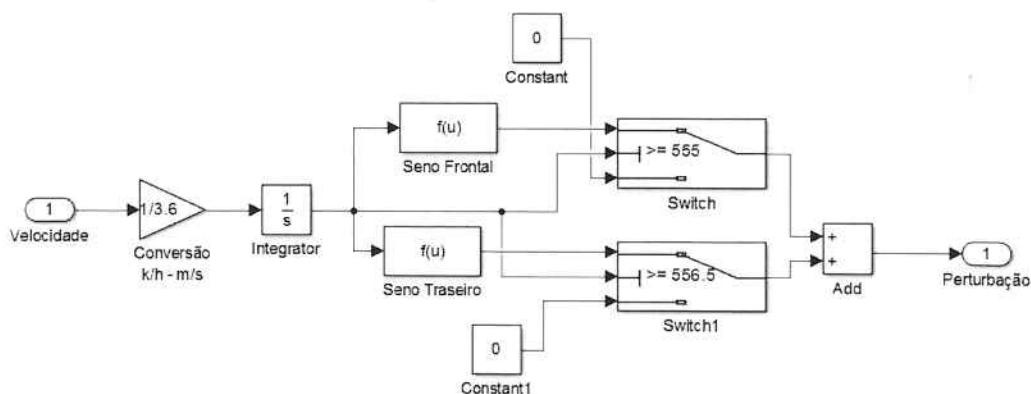 0
Constant
f(u)
Seno Frontal
>= 555
Switch
1
Velocidade
1/3.6
Conversão
k/h - m/s
1
s
Integrator
f(u)
Seno Traseiro
>= 556.5
Switch1
+
+
Add
1
Perturbação
0
Constant1